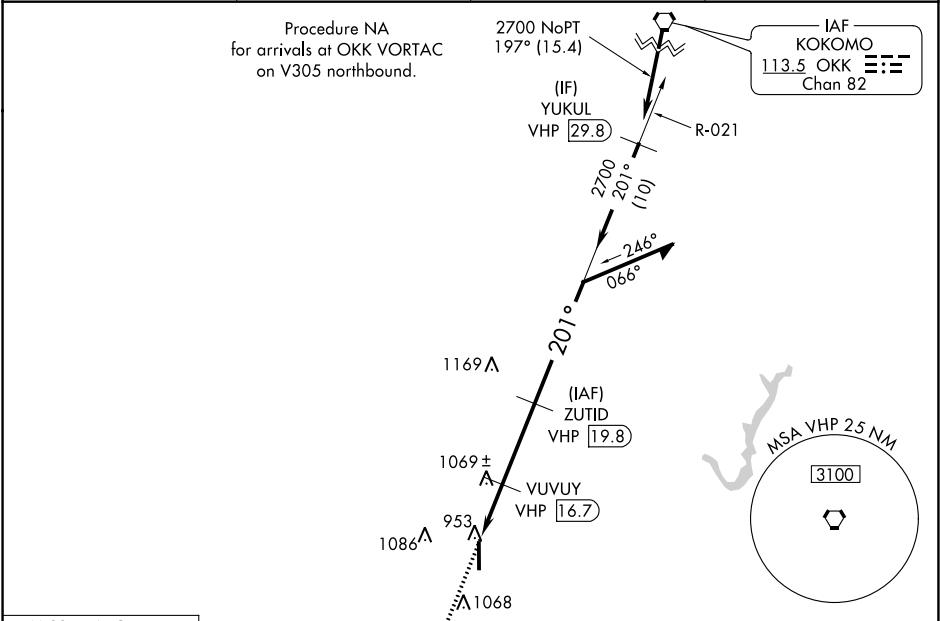 Procedure NA
for arrivals at OKK VORTAC
on V305 northbound.
2700 NoPT
197° (15.4)
IAF
KOKOMO
113.5 OKK
Chan 82
(IF)
YUKUL
VHP 29.8
R-021
2700
201°
(10)
246°
066°
201°
1169
(IAF)
ZUTID
VHP 19.8
MSA VHP 25 NM
3100
1069 ±
VUVUY
VHP 16.7
953
1086
1068